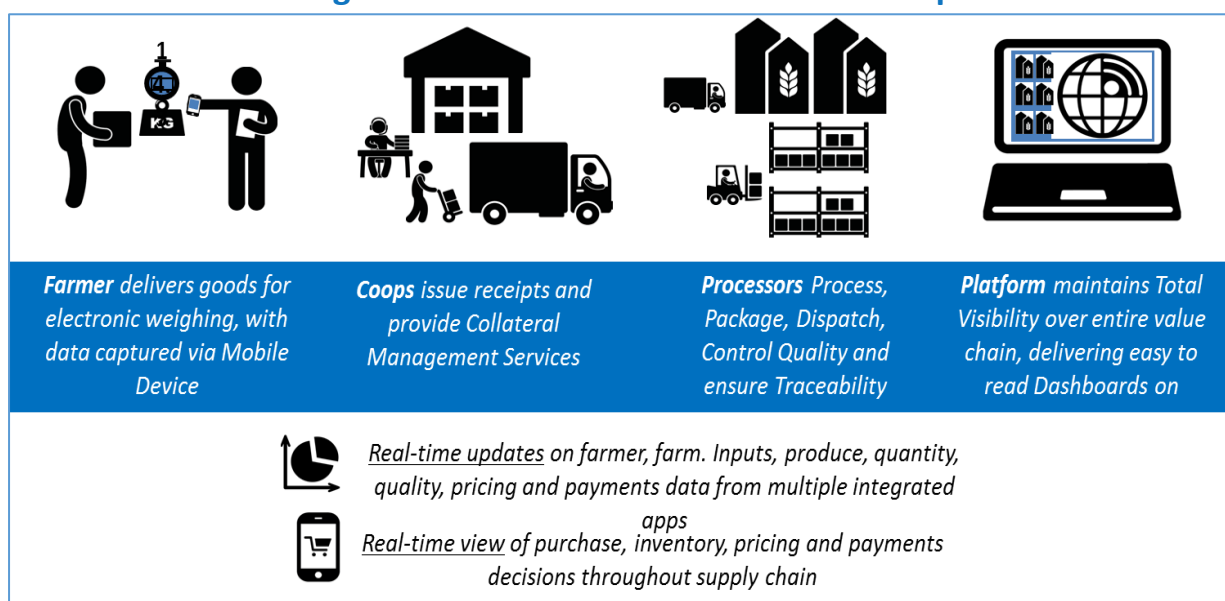 1
4
KG
Farmer delivers goods for
electronic weighing, with
data captured via Mobile
Device
Coops issue receipts and
provide Collateral
Management Services
Processors Process,
Package, Dispatch,
Control Quality and
ensure Traceability
Platform maintains Total
Visibility over entire value
chain, delivering easy to
read Dashboards on
Real-time updates on farmer, farm. Inputs, produce, quantity,
quality, pricing and payments data from multiple integrated
apps
Real-time view of purchase, inventory, pricing and payments
decisions throughout supply chain